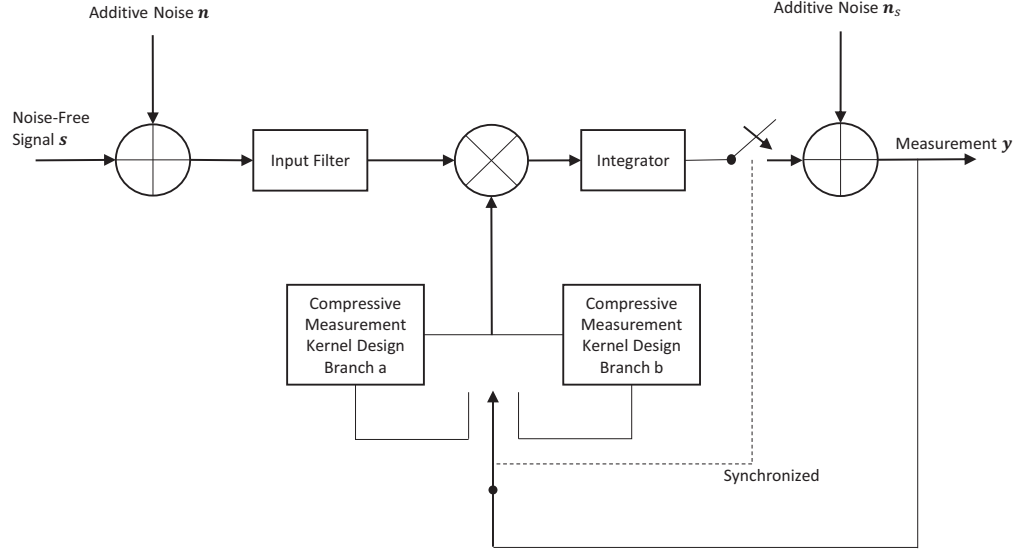 Additive Noise n
Additive Noise nₛ
Noise-Free
Signal s
Input Filter
Integrator
Measurement y
Compressive
Measurement
Kernel Design
Branch a
Compressive
Measurement
Kernel Design
Branch b
Synchronized